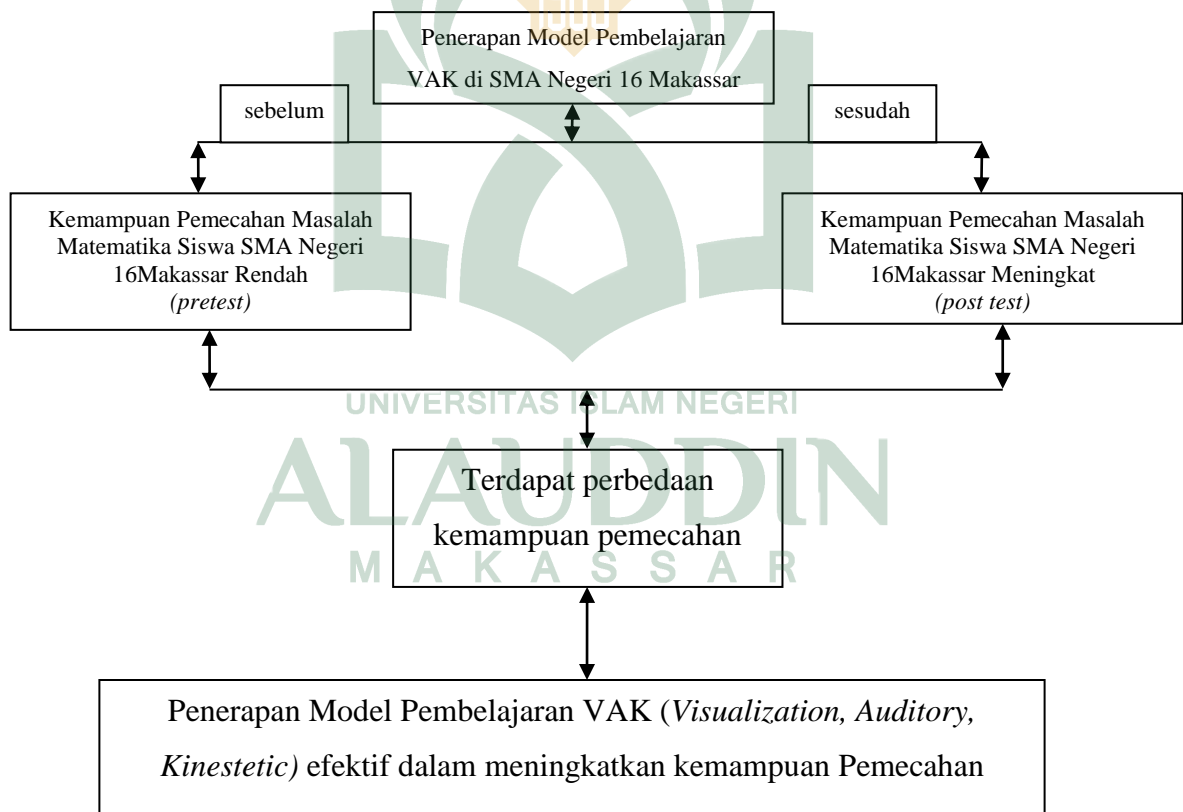 Penerapan Model Pembelajaran
VAK di SMA Negeri 16 Makassar
sebelum
sesudah
Kemampuan Pemecahan Masalah
Matematika Siswa SMA Negeri
16Makassar Rendah
(pretest)
Kemampuan Pemecahan Masalah
Matematika Siswa SMA Negeri
16Makassar Meningkat
(post test)
UNIVERSITAS ISLAM NEGERI
ALAUDDIN
MAKASSAR
Terdapat perbedaan
kemampuan pemecahan
Penerapan Model Pembelajaran VAK (Visualization, Auditory,
Kinestetic) efektif dalam meningkatkan kemampuan Pemecahan